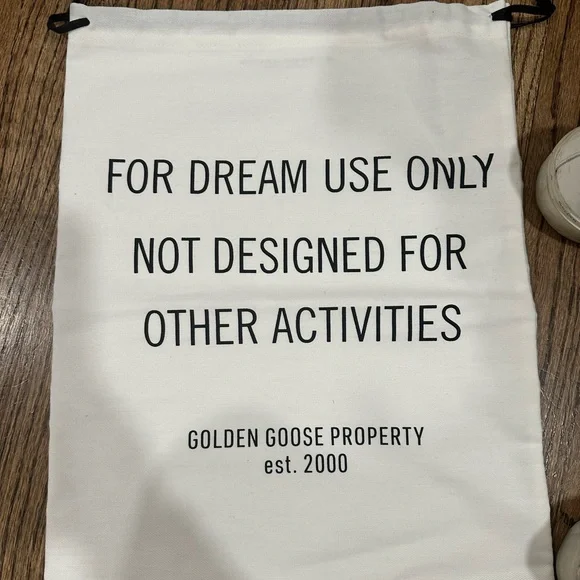 FOR DREAM USE ONLY
NOT DESIGNED FOR
OTHER ACTIVITIES
GOLDEN GOOSE PROPERTY
est. 2000